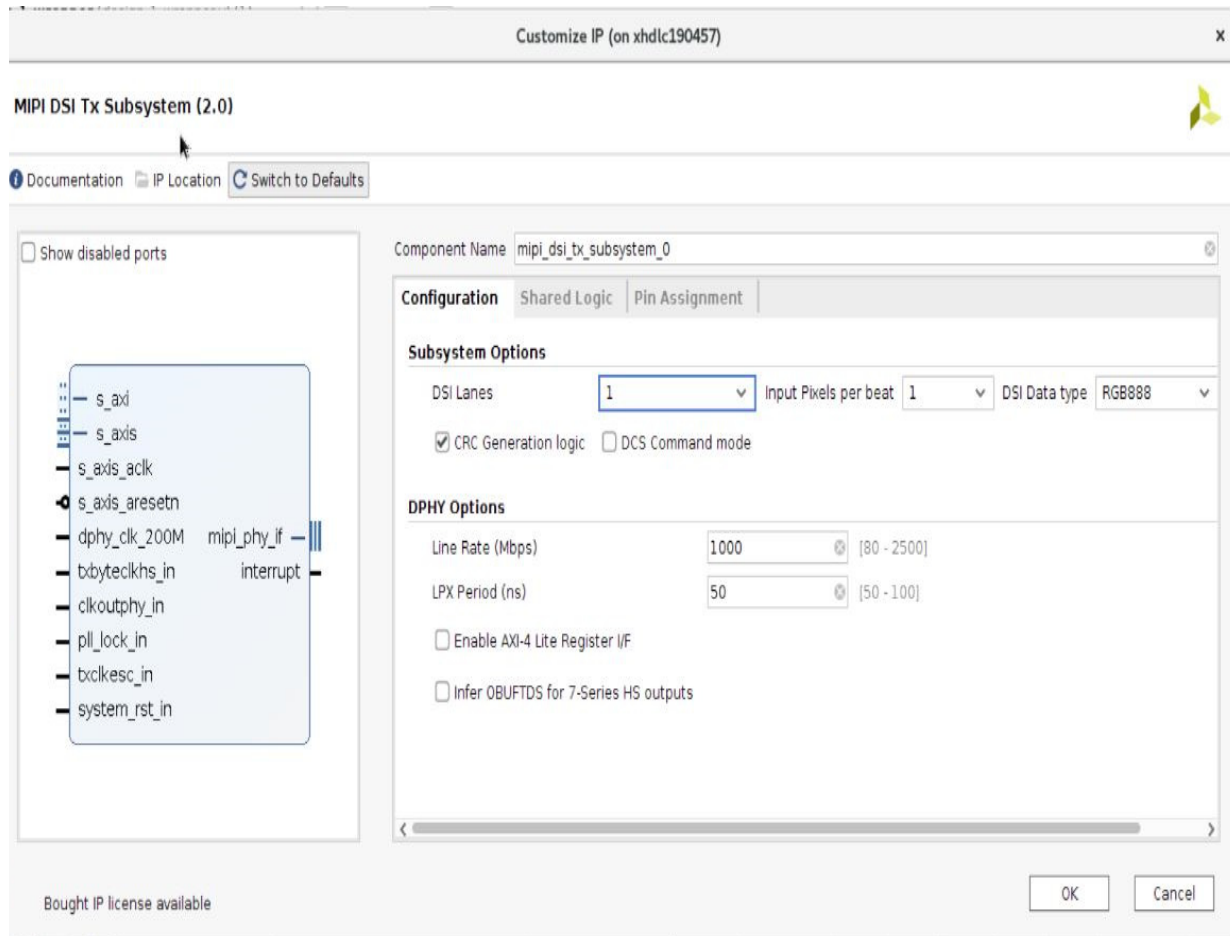 Customize IP (on xhdlc190457)
x
MIPI DSI Tx Subsystem (2.0)
Documentation IP Location Switch to Defaults
Show disabled ports
s_axi
s_axis
s_axis_aclk
s_axis_aresetn
dphy_clk_200M mipi_phy_if
txbyteclkhs_in interrupt
clkoutphy_in
pll_lock_in
txclkesc_in
system_rst_in
Component Name mipi_dsi_tx_subsystem_0
Configuration Shared Logic Pin Assignment
Subsystem Options
DSI Lanes 1 Input Pixels per beat 1 DSI Data type RGB888
CRC Generation logic DCS Command mode
DPHY Options
Line Rate (Mbps) 1000 [80 - 2500]
LPX Period (ns) 50 [50 - 100]
Enable AXI-4 Lite Register I/F
Infer OBUFTDS for 7-Series HS outputs
Bought IP license available
OK Cancel